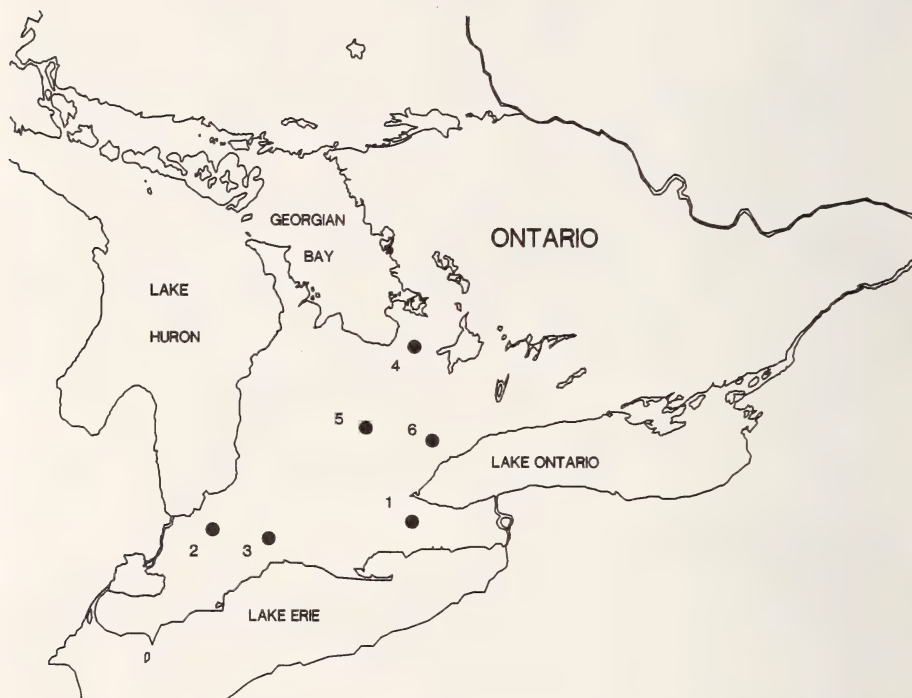 GEORGIAN
BAY
ONTARIO
LAKE
HURON
4
5
6
LAKE ONTARIO
1
2
3
LAKE ERIE